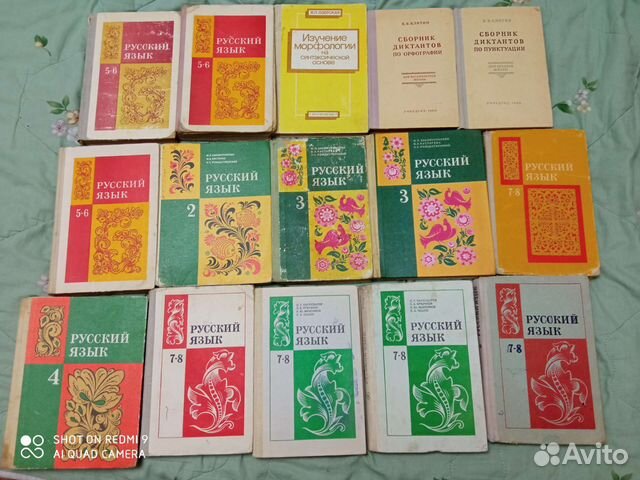 РУССКИЙ
ЯЗЫК
5-6
РУССКИЙ
ЯЗЫК
5-6
Изучение
морфологии
на
синтаксической
основе
СБОРНИК
ДИКТАНТОВ
ПО ОРФОГРАФИИ
СБОРНИК
ДИКТАНТОВ
ПО ПУНКТУАЦИИ
РУССКИЙ
ЯЗЫК
5-6
РУССКИЙ
ЯЗЫК
2
РУССКИЙ
ЯЗЫК
3
РУССКИЙ
ЯЗЫК
3
РУССКИЙ
ЯЗЫК
7-8
РУССКИЙ
ЯЗЫК
4
РУССКИЙ
ЯЗЫК
7-8
РУССКИЙ
ЯЗЫК
7-8
РУССКИЙ
ЯЗЫК
7-8
РУССКИЙ
ЯЗЫК
7-8
SHOT ON REDMI 9
AI QUAD CAMERA
Avito